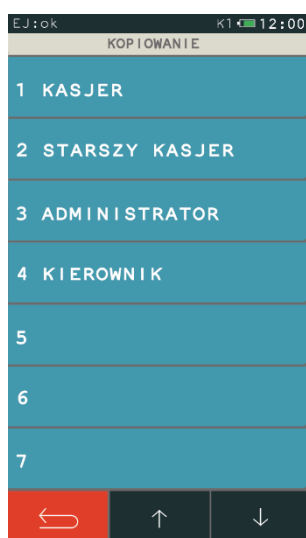 EJ:ok K1 12:00
KOPIOWANIE
1 KASJER
2 STARSZY KASJER
3 ADMINISTRATOR
4 KIEROWNIK
5
6
7